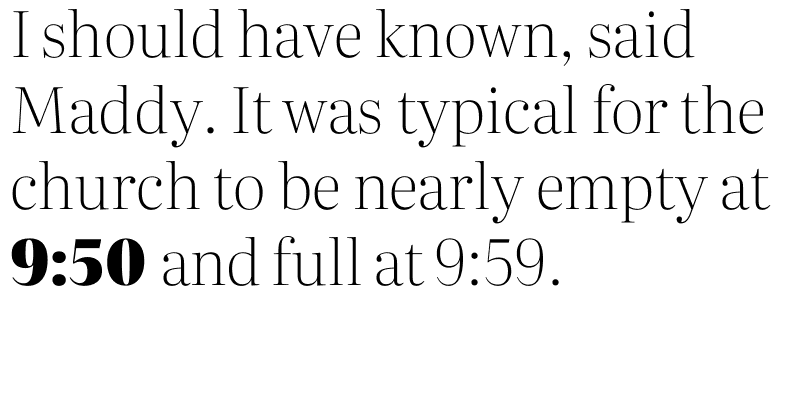 I should have known, said
Maddy. It was typical for the
church to be nearly empty at
9:50 and full at 9:59.